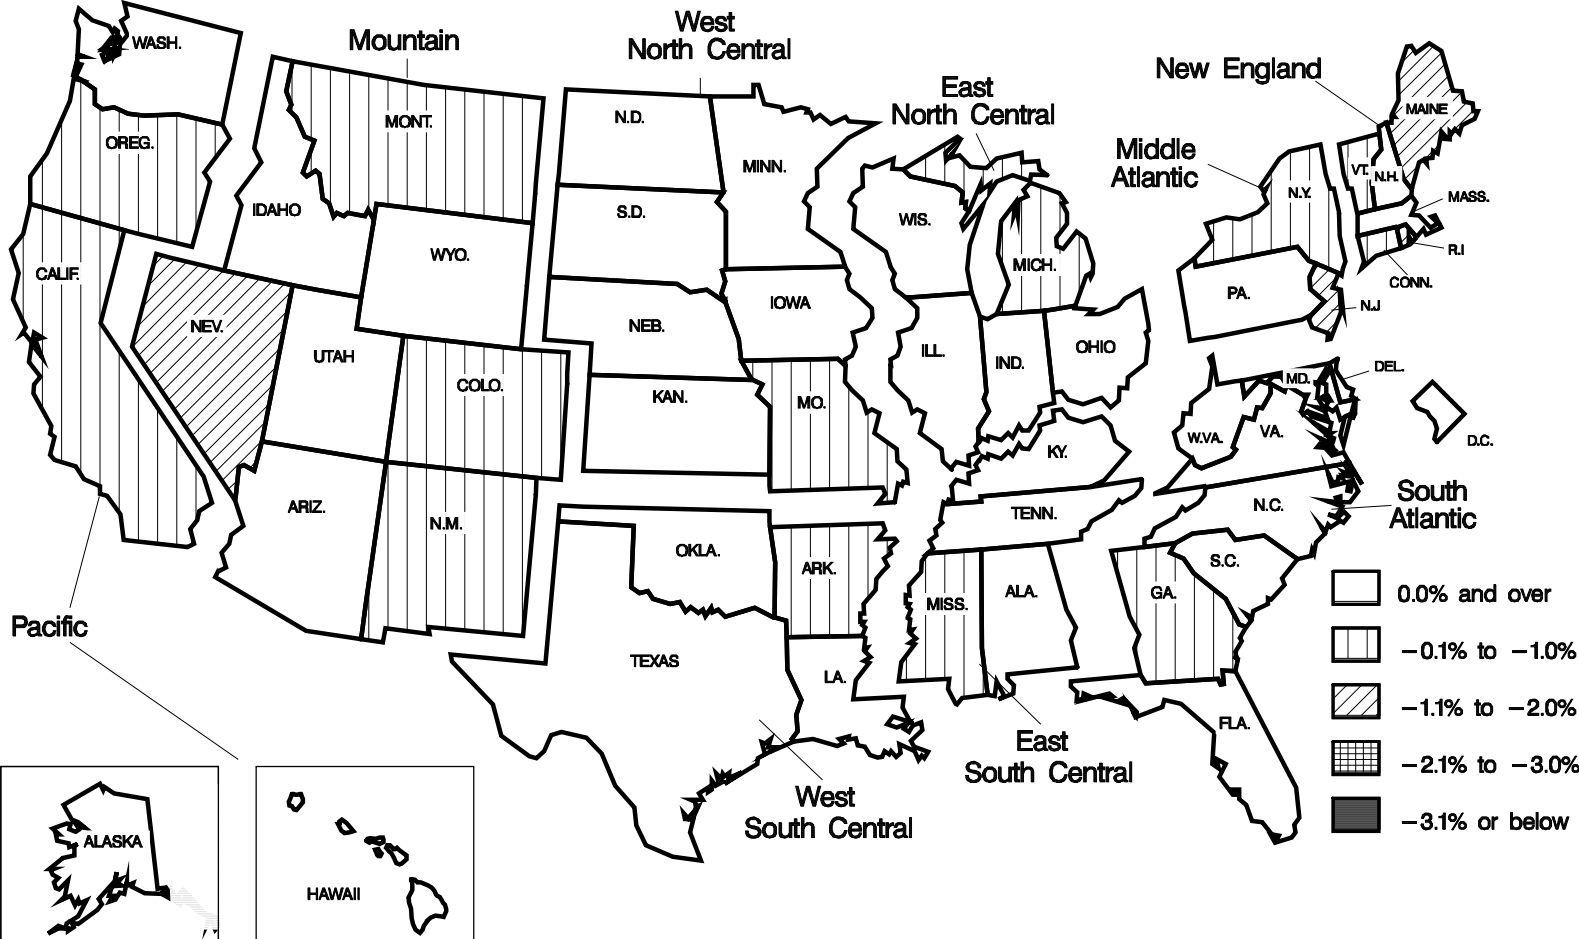 West
North Central
Mountain
WASH.
East
North Central
New England
MAINE
Middle
Atlantic
N.D.
MONT.
OREG.
MINN.
VT.
N.H.
N.Y.
MASS.
IDAHO
S.D.
WIS.
R.I
WYO.
MICH.
CALIF.
CONN.
PA.
N.J
IOWA
NEV.
NEB.
UTAH
ILL.
IND.
OHIO
DEL.
MD.
COLO.
KAN.
MO.
W.VA.
VA.
D.C.
KY.
South
Atlantic
ARIZ.
N.M.
TENN.
N.C.
OKLA.
ARK.
S.C.
MISS.
ALA.
GA.
0.0% and over
Pacific
−0.1% to −1.0%
TEXAS
LA.
−1.1% to −2.0%
FLA.
East
South Central
−2.1% to −3.0%
West
South Central
−3.1% or below
ALASKA
HAWAII